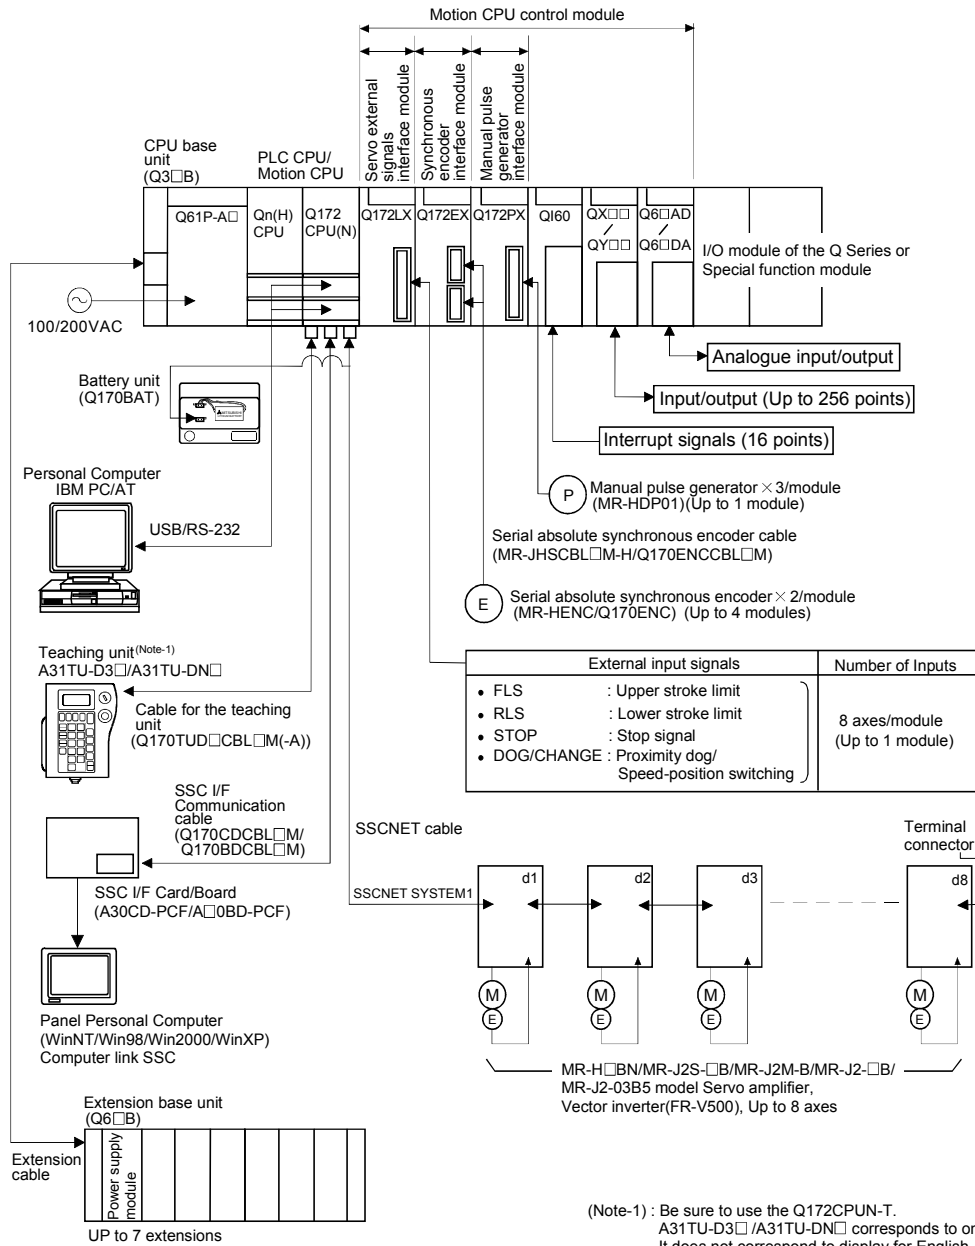 Motion CPU control module
Servo external
signals
interface module
Synchronous
encoder
interface module
Manual pulse
generator
interface module
CPU base
unit
(Q3□B)
PLC CPU/
Motion CPU
Q61P-A□
Qn(H)
CPU
Q172
CPU(N)
Q172LX
Q172EX
Q172PX
QI60
QX□□
/
QY□□
Q6□AD
/
Q6□DA
I/O module of the Q Series or
Special function module
100/200VAC
Analogue input/output
Battery unit
(Q170BAT)
MITSUBISHI
Input/output (Up to 256 points)
Interrupt signals (16 points)
Personal Computer
IBM PC/AT
USB/RS-232
P
Manual pulse generator×3/module
(MR-HDP01)(Up to 1 module)
Serial absolute synchronous encoder cable
(MR-JHSCBL□M-H/Q170ENCCBL□M)
E
Serial absolute synchronous encoder×2/module
(MR-HENC/Q170ENC) (Up to 4 modules)
Teaching unit(Note-1)
A31TU-D3□/A31TU-DN□
Cable for the teaching
unit
(Q170TUD□CBL□M(-A))
External input signals
Number of Inputs
• FLS : Upper stroke limit
• RLS : Lower stroke limit
• STOP : Stop signal
• DOG/CHANGE : Proximity dog/
Speed-position switching
8 axes/module
(Up to 1 module)
SSC I/F
Communication
cable
(Q170CDCBL□M/
Q170BDCBL□M)
SSCNET cable
Terminal
connector
SSC I/F Card/Board
(A30CD-PCF/A□0BD-PCF)
SSCNET SYSTEM1
d1
d2
d3
d8
M
E
M
E
M
E
M
E
Panel Personal Computer
(WinNT/Win98/Win2000/WinXP)
Computer link SSC
MR-H□BN/MR-J2S-□B/MR-J2M-B/MR-J2-□B/
MR-J2-03B5 model Servo amplifier,
Vector inverter(FR-V500), Up to 8 axes
Extension base unit
(Q6□B)
Extension
cable
Power supply
module
UP to 7 extensions
(Note-1) : Be sure to use the Q172CPUN-T.
A31TU-D3□ /A31TU-DN□ corresponds to
It does not correspond to display for English